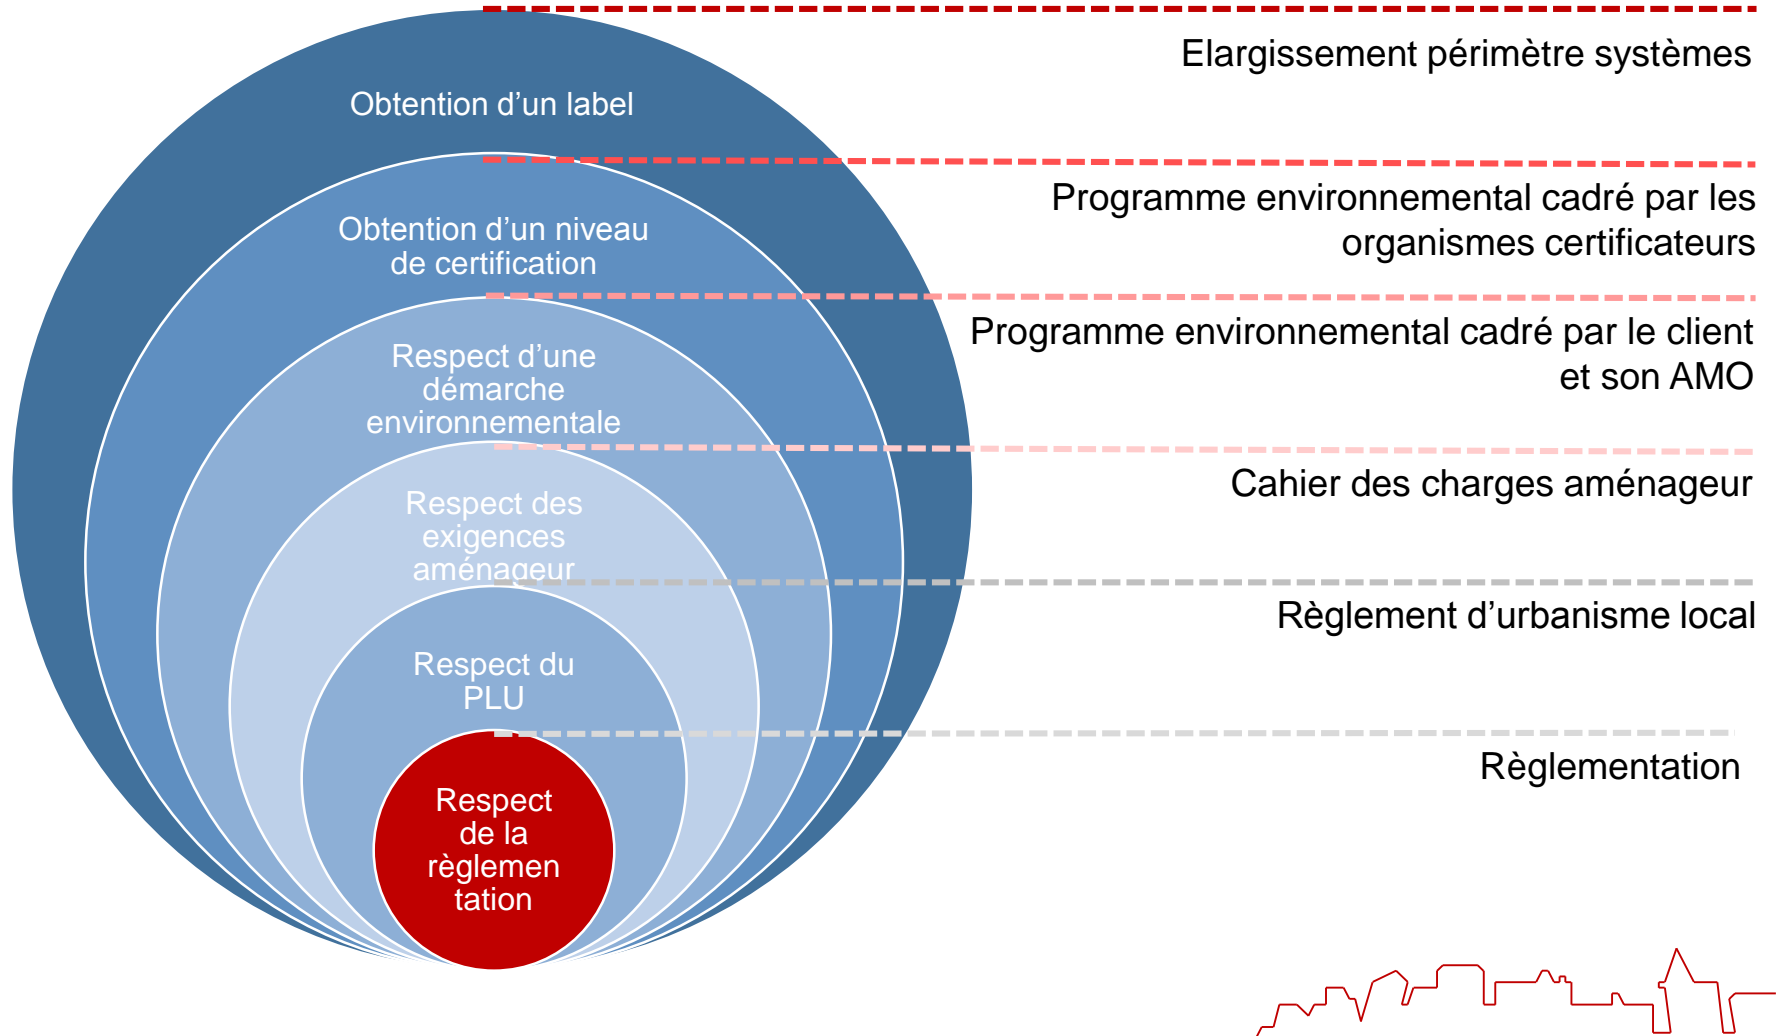 Elargissement périmètre systèmes
Obtention d’un label
Programme environnemental cadré par les
organismes certificateurs
Obtention d’un niveau
de certification
Programme environnemental cadré par le client
et son AMO
Respect d’une
démarche
environnementale
Cahier des charges aménageur
Respect des
exigences
aménageur
Règlement d’urbanisme local
Respect du
PLU
Règlementation
Respect
de la
règlemen
tation